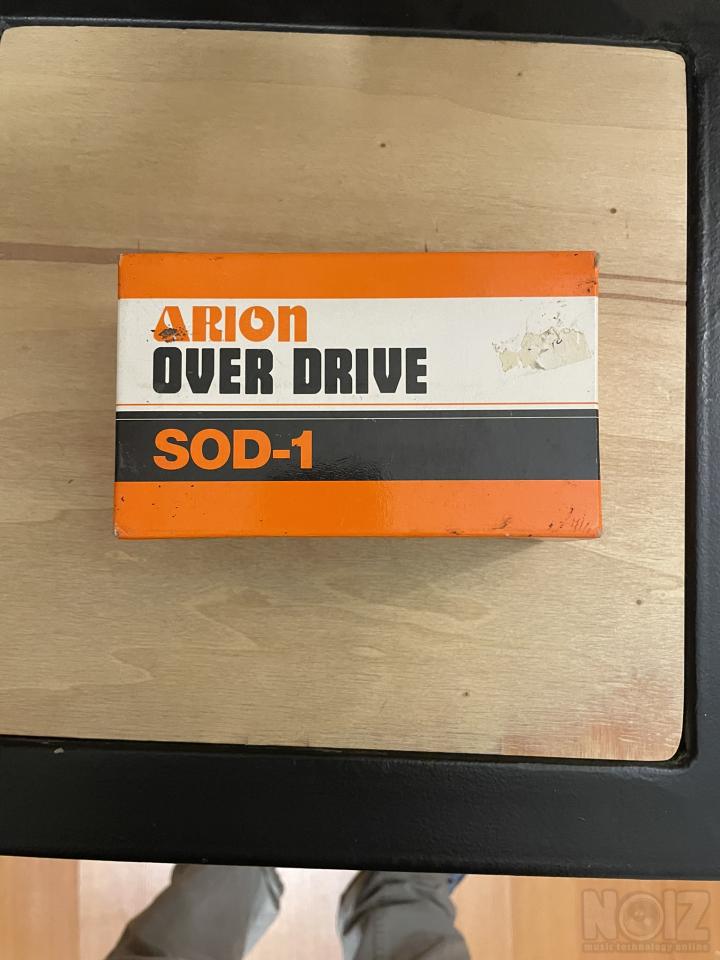 ARION
OVER DRIVE
SOD-1
NOIZ
music technology online